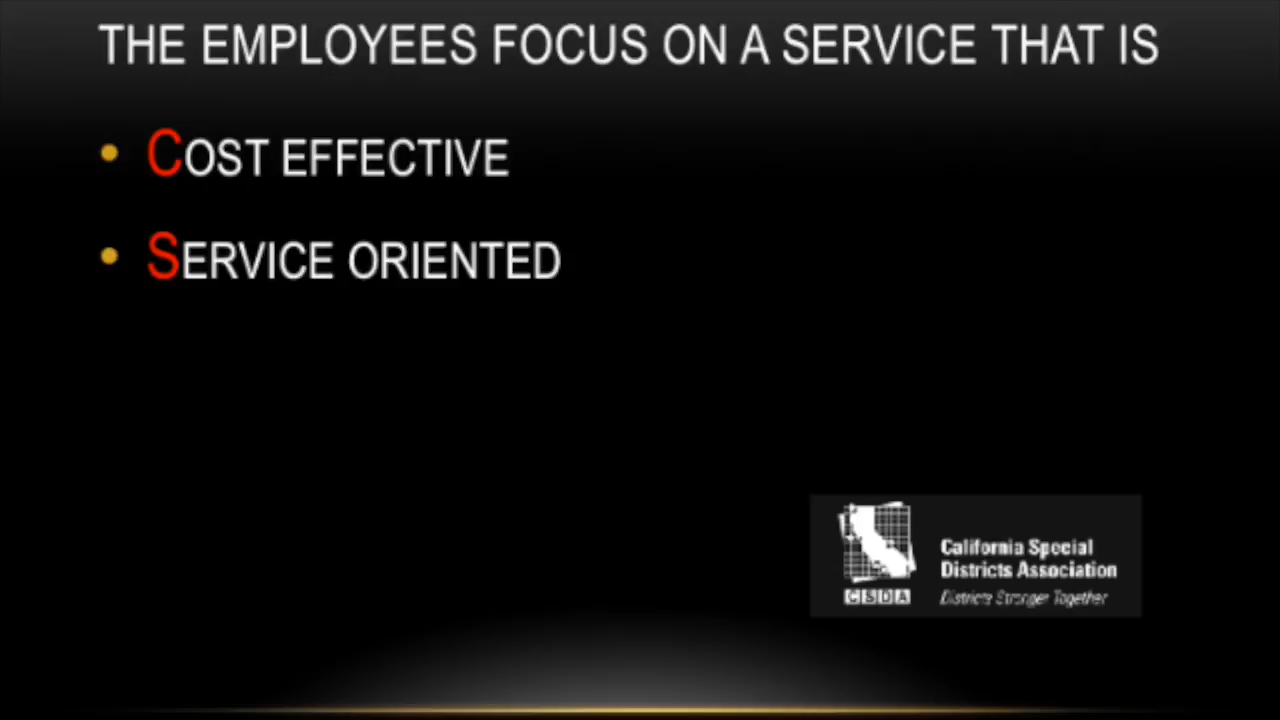 THE EMPLOYEES FOCUS ON A SERVICE THAT IS
• COST EFFECTIVE
• SERVICE ORIENTED
California Special
Districts Association
CSDA
Districts Stronger Together